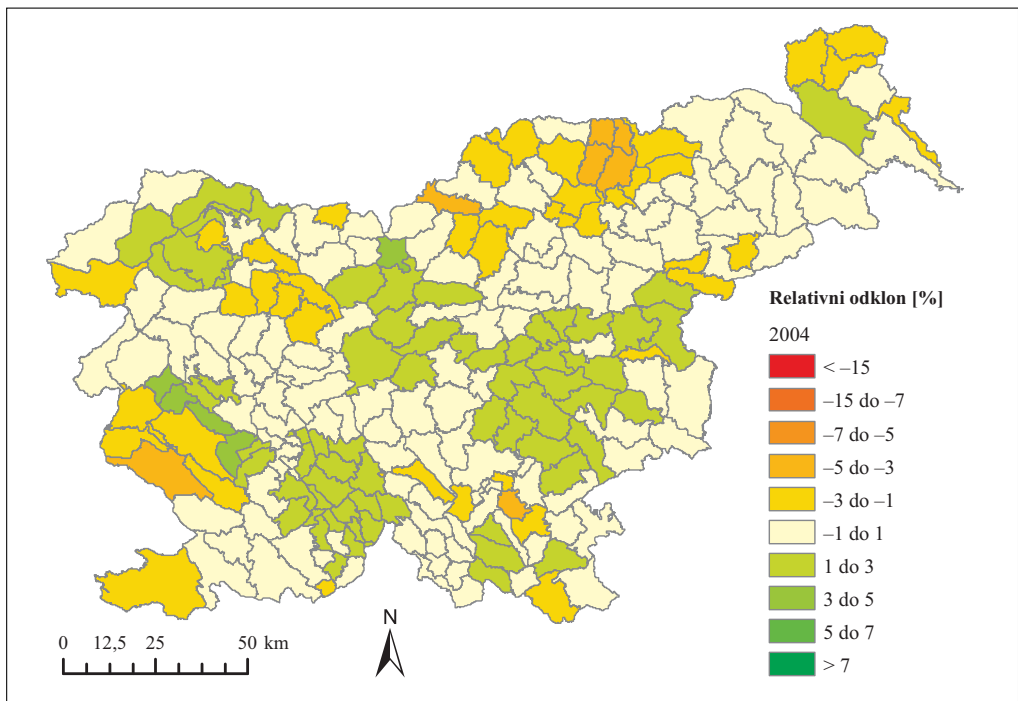 Relativni odklon [%]
2004
< –15
–15 do –7
–7 do –5
–5 do –3
–3 do –1
–1 do 1
1 do 3
3 do 5
5 do 7
> 7
N
0 12,5 25 50 km